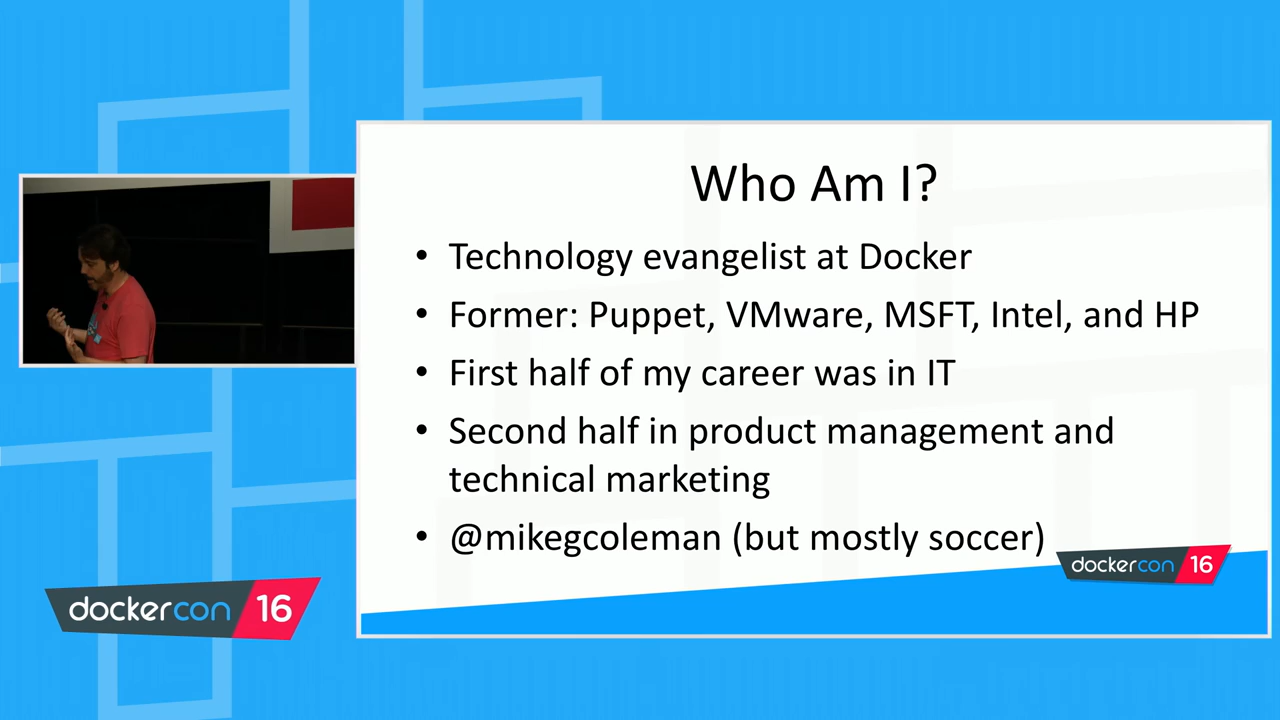 Who Am I?
• Technology evangelist at Docker
• Former: Puppet, VMware, MSFT, Intel, and HP
• First half of my career was in IT
• Second half in product management and
technical marketing
• @mikegcoleman (but mostly soccer)
dockercon 16
dockercon 16